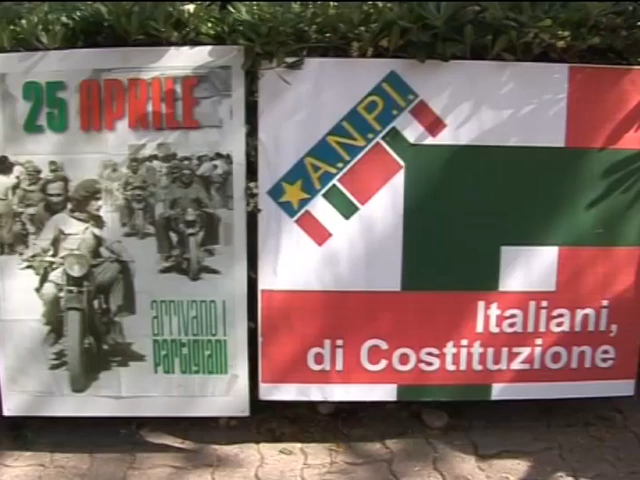 25 APRILE
arrivano i
partigiani
A.N.P.I.
Italiani,
di Costituzione